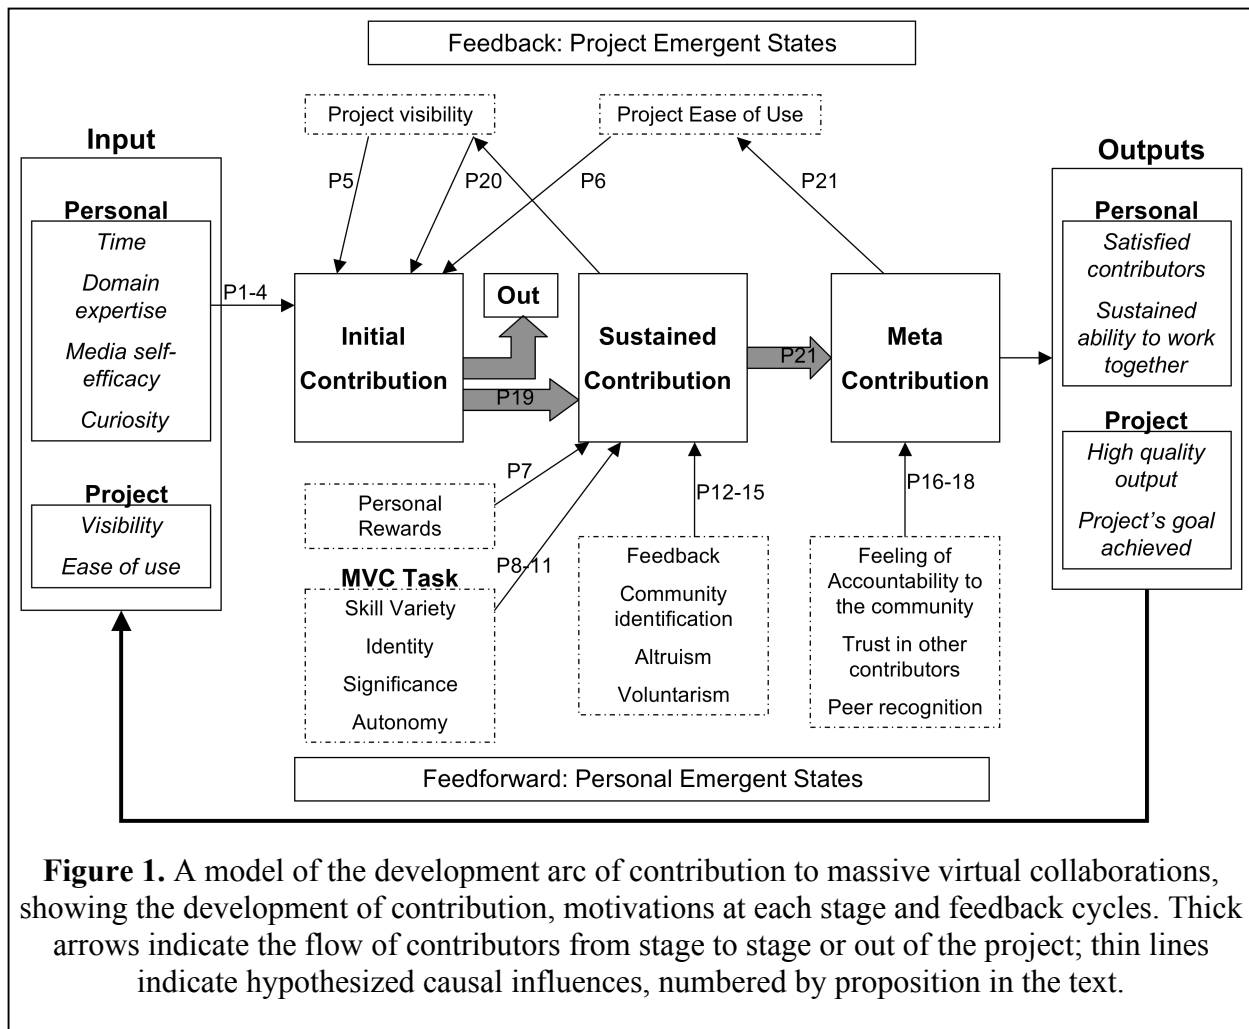 Feedback: Project Emergent States
Project visibility
Project Ease of Use
Input
Outputs
P5
P20
P6
P21
Personal
Time
Domain
expertise
Media self-
efficacy
Curiosity
Project
Visibility
Ease of use
P1-4
Initial
Contribution
Out
P19
Sustained
Contribution
P21
Meta
Contribution
Personal
Satisfied
contributors
Sustained
ability to work
together
Project
High quality
output
Project’s goal
achieved
P7
Personal
Rewards
P8-11
MVC Task
Skill Variety
Identity
Significance
Autonomy
P12-15
Feedback
Community
identification
Altruism
Voluntarism
P16-18
Feeling of
Accountability to
the community
Trust in other
contributors
Peer recognition
Feedforward: Personal Emergent States
Figure 1. A model of the development arc of contribution to massive virtual collaborations,
showing the development of contribution, motivations at each stage and feedback cycles. Thick
arrows indicate the flow of contributors from stage to stage or out of the project; thin lines
indicate hypothesized causal influences, numbered by proposition in the text.